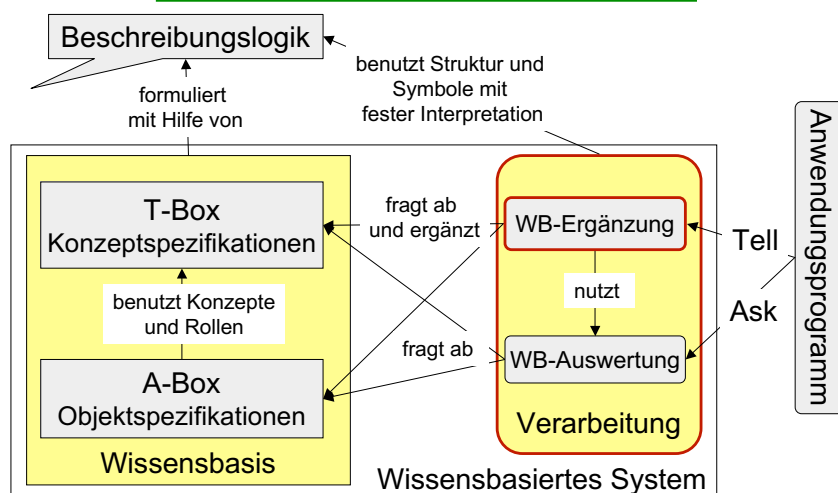 Beschreibungslogik
benutzt Struktur und
Symbole mit
fester Interpretation
formuliert
mit Hilfe von
Anwendungsprogramm
T-Box
Konzeptspezifikationen
fragt ab
und ergänzt
WB-Ergänzung
Tell
benutzt Konzepte
und Rollen
nutzt
Ask
fragt ab
WB-Auswertung
A-Box
Objektspezifikationen
Verarbeitung
Wissensbasis
Wissensbasiertes System